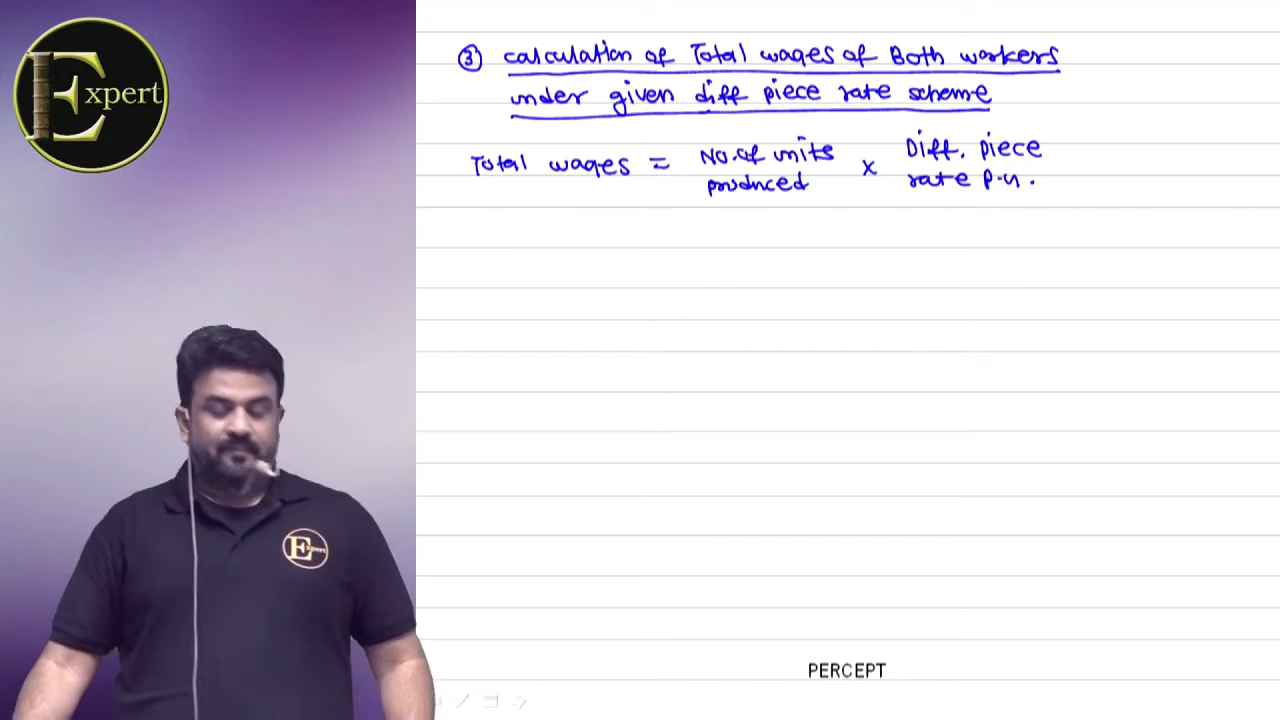 Expert
③ calculation of Total wages of Both workers
under given diff piece rate scheme
Total wages = No. of units produced x Diff. piece rate p.u.
Expert
PERCEPT